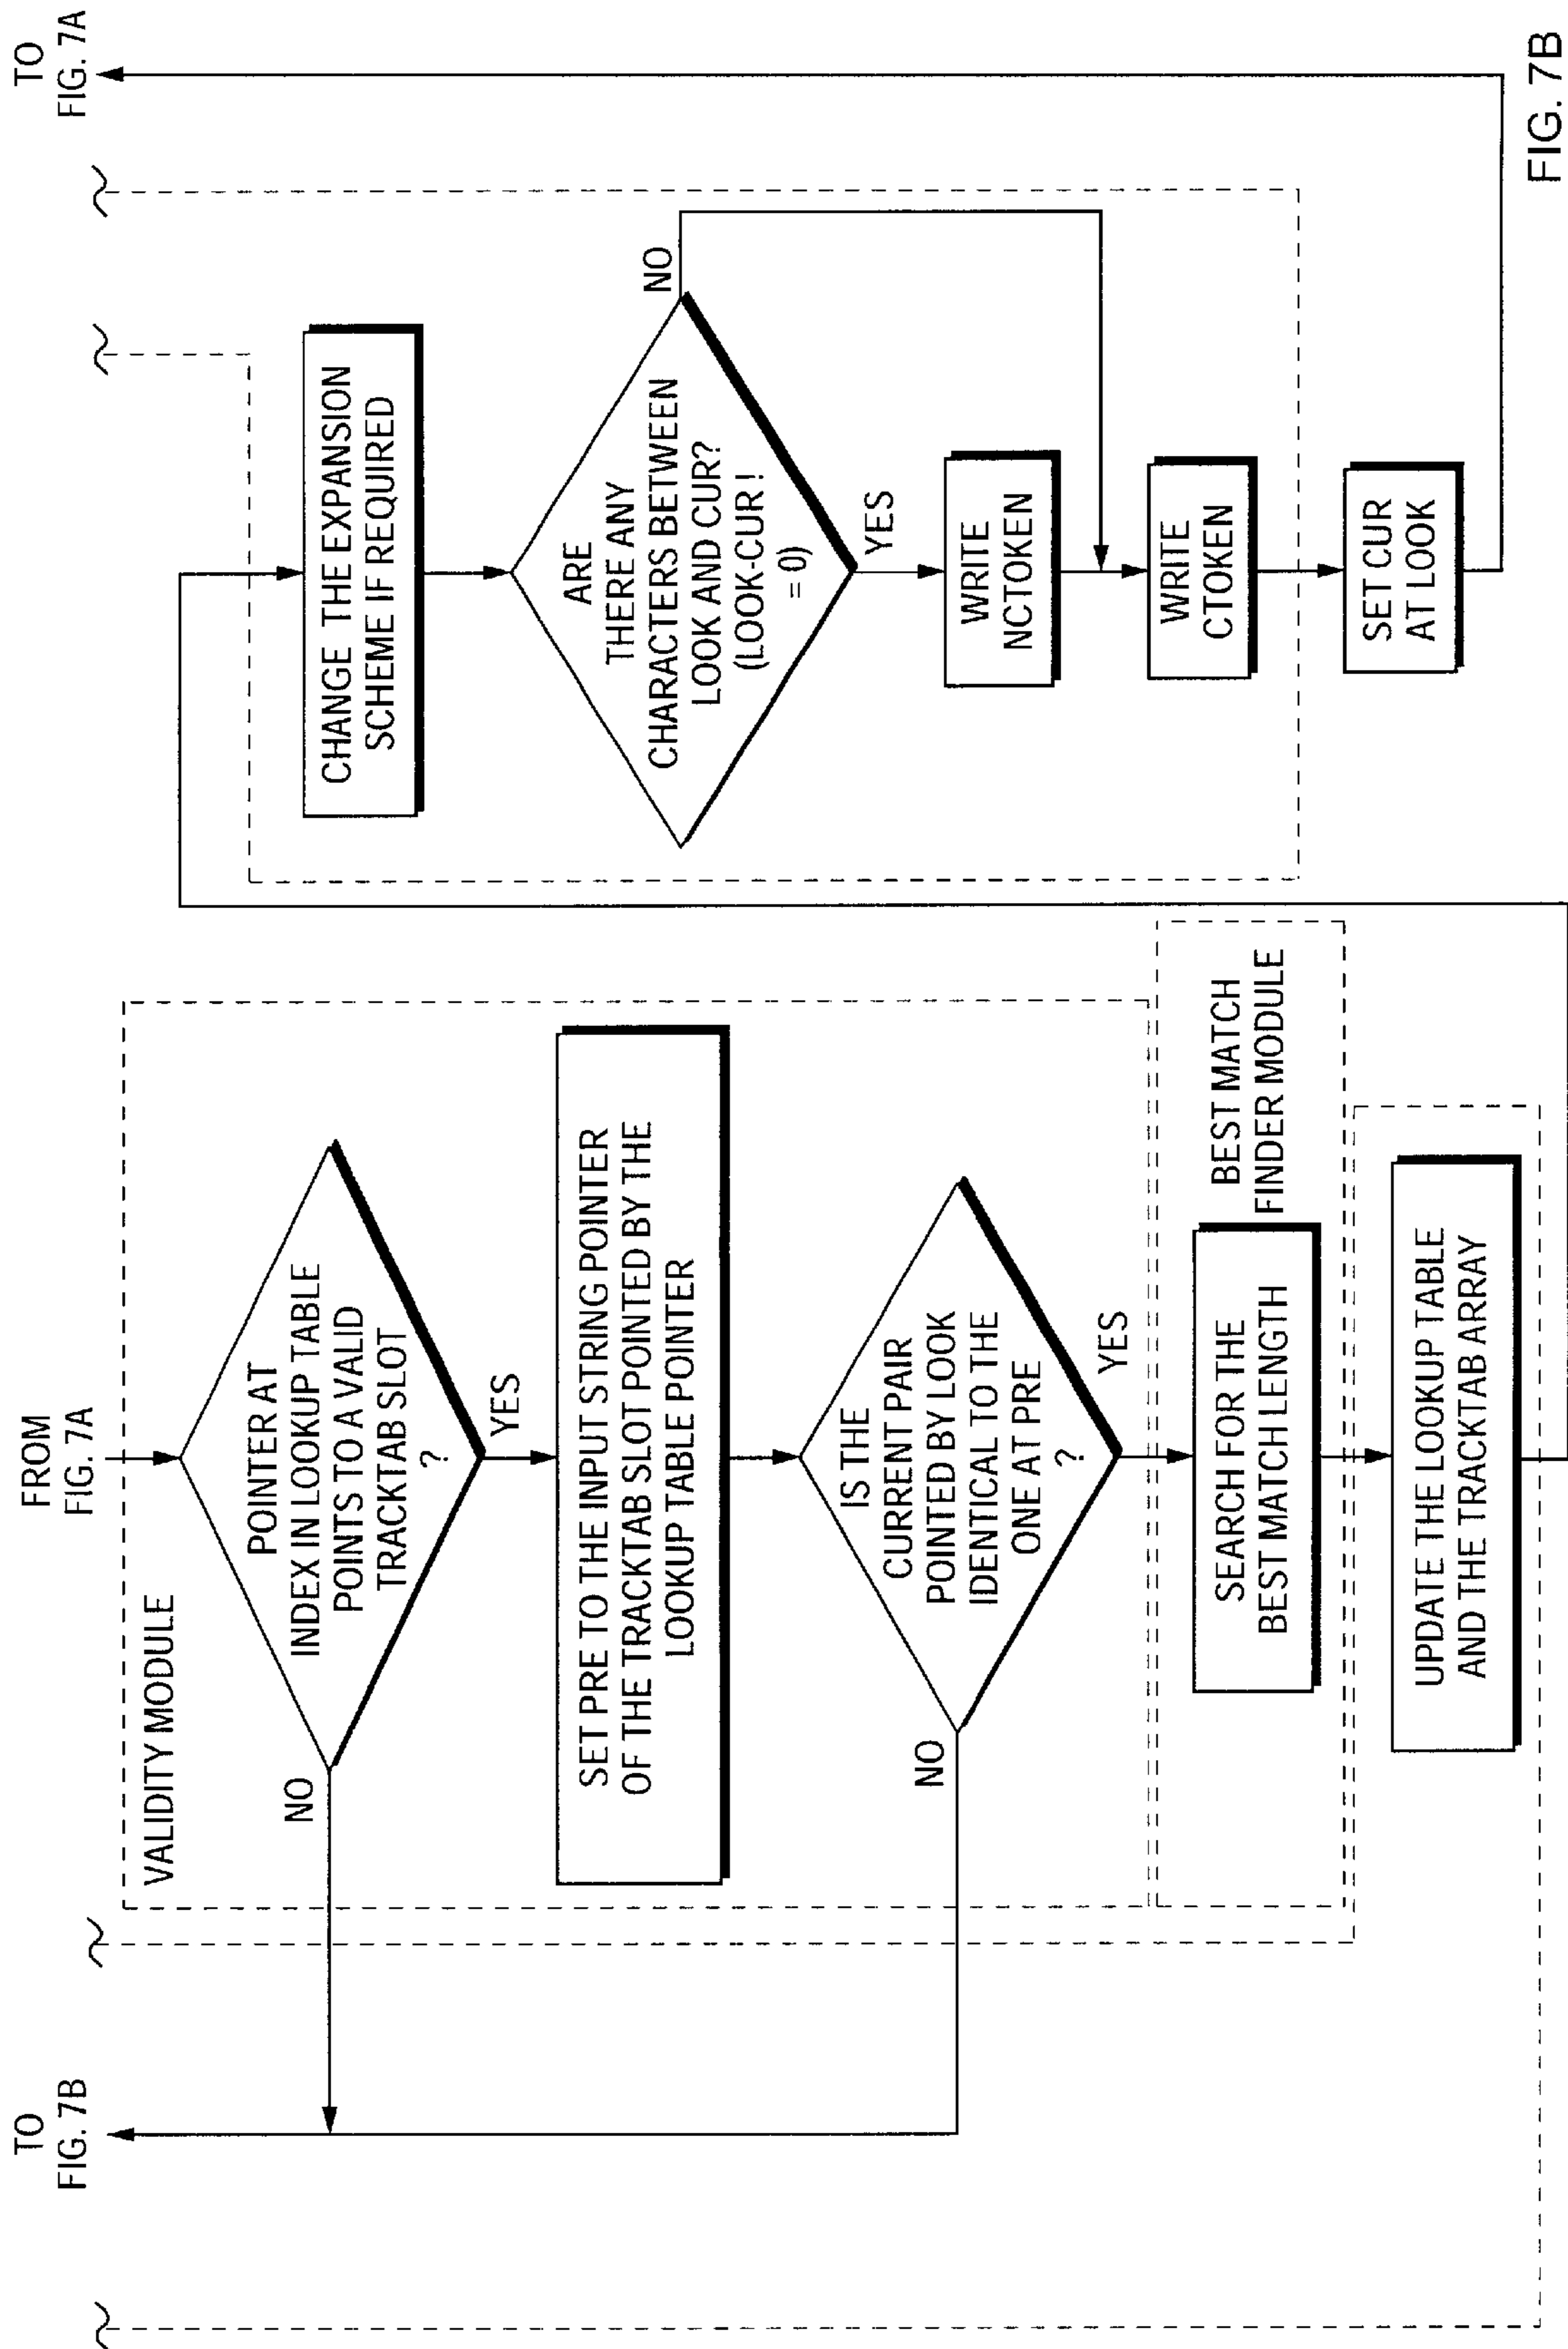 TO
FIG. 7B
FROM
FIG. 7A
VALIDITY MODULE
POINTER AT
INDEX IN LOOKUP TABLE
POINTS TO A VALID
TRACKTAB SLOT
?
NO
YES
SET PRE TO THE INPUT STRING POINTER
OF THE TRACKTAB SLOT POINTED BY THE
LOOKUP TABLE POINTER
IS THE
CURRENT PAIR
POINTED BY LOOK
IDENTICAL TO THE
ONE AT PRE
?
NO
YES
SEARCH FOR THE
BEST MATCH LENGTH
BEST MATCH
FINDER MODULE
UPDATE THE LOOKUP TABLE
AND THE TRACKTAB ARRAY
TO
FIG. 7A
CHANGE THE EXPANSION
SCHEME IF REQUIRED
ARE
THERE ANY
CHARACTERS BETWEEN
LOOK AND CUR?
(LOOK-CUR!
= 0)
NO
YES
WRITE
NCTOKEN
WRITE
CTOKEN
SET CUR
AT LOOK
FIG. 7B